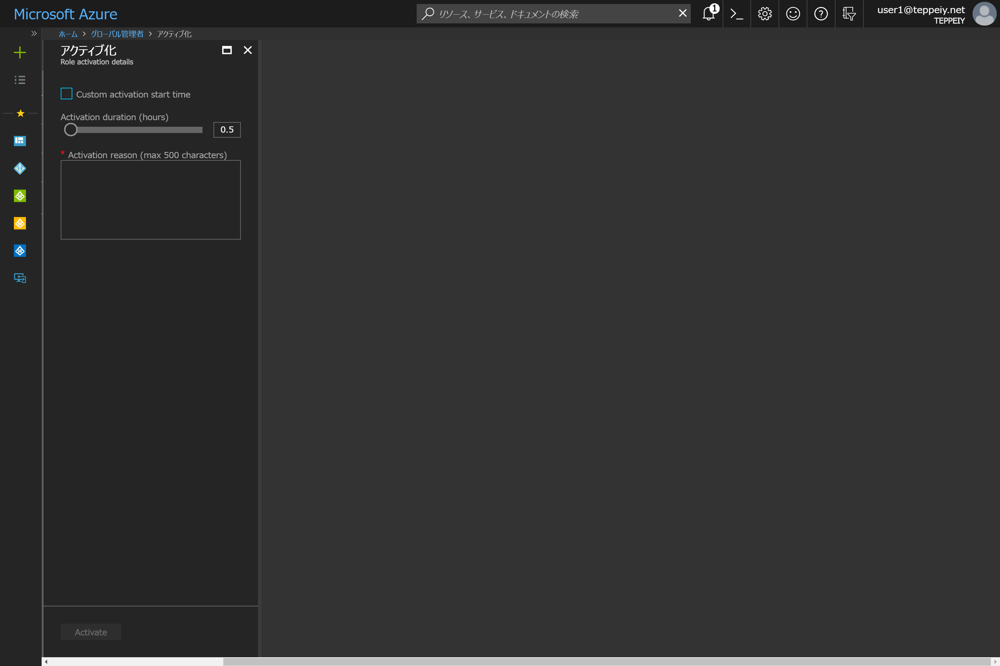 Microsoft Azure
リソース、サービス、ドキュメントの検索
1
user1@teppeiy.net
TEPPEIY
ホーム > グローバル管理者 > アクティブ化
アクティブ化
Role activation details
Custom activation start time
Activation duration (hours)
0.5
* Activation reason (max 500 characters)
Activate